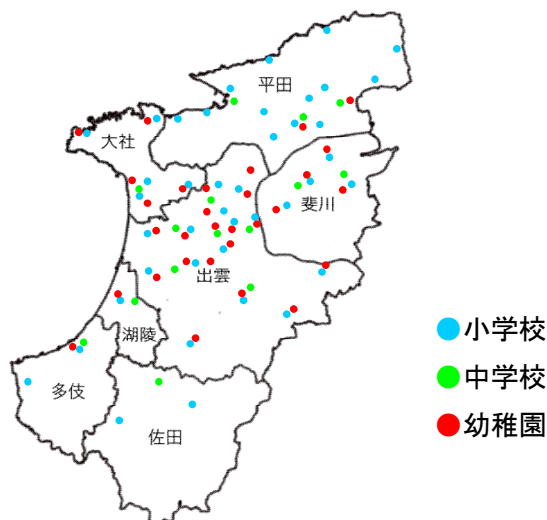 平田
大社
斐川
出雲
湖陵
多伎
佐田
小学校
中学校
幼稚園